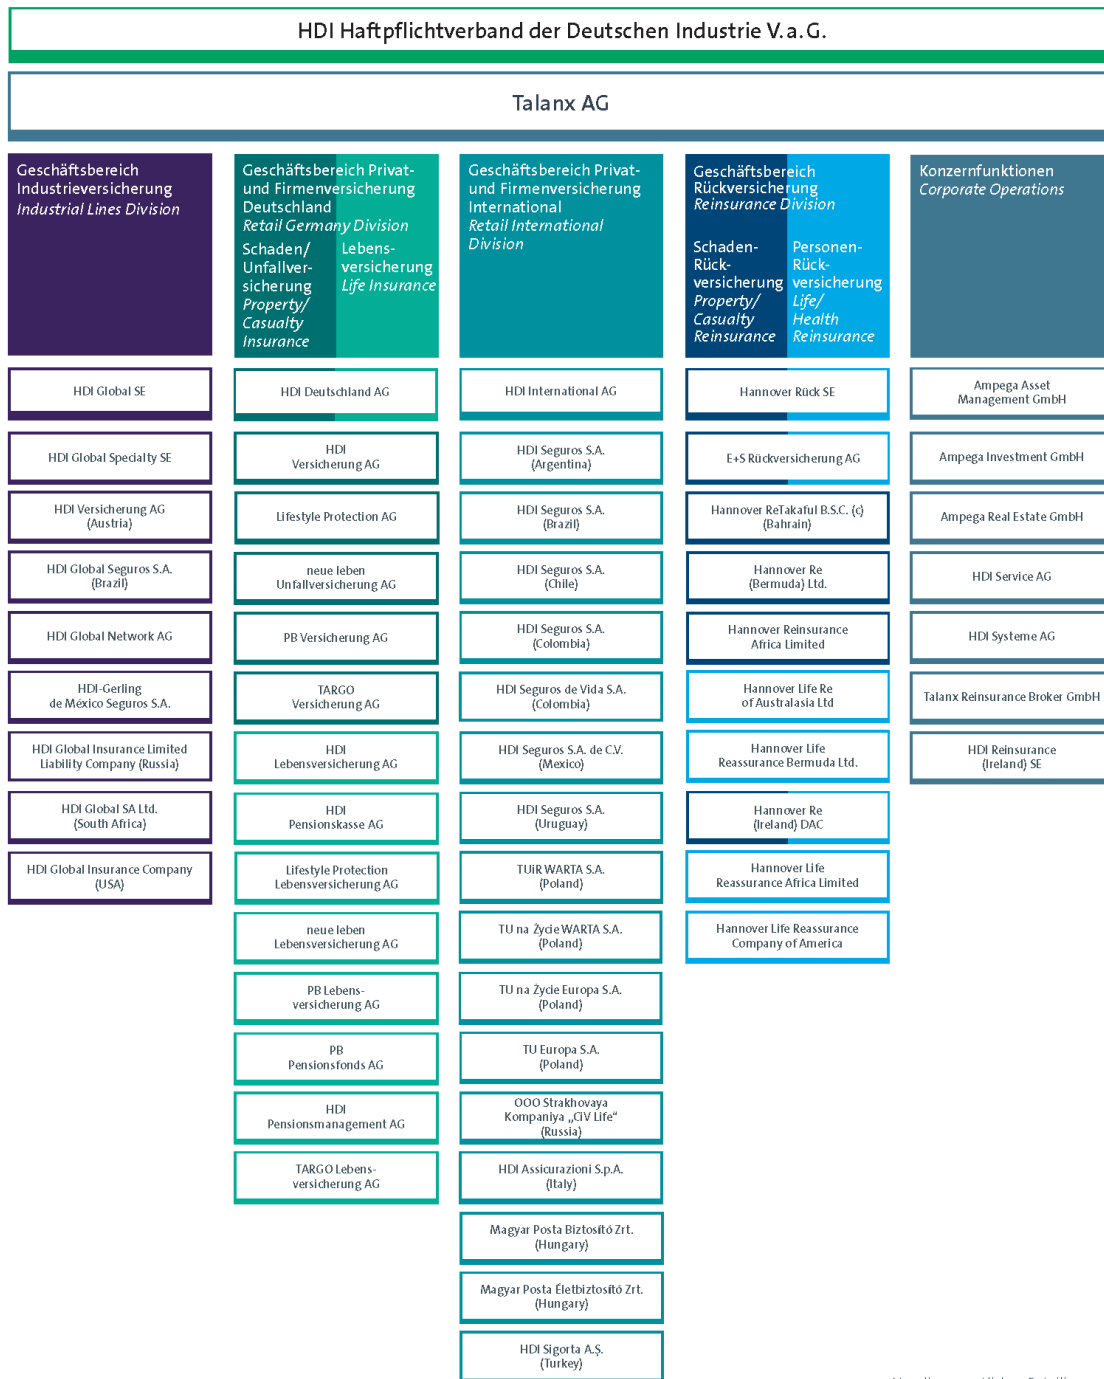 HDI Haftpflichtverband der Deutschen Industrie V. a. G.
Talanx AG
Geschäftsbereich
Industrieversicherung
Industrial Lines Division
HDI Global SE
HDI Global Specialty SE
HDI Versicherung AG
(Austria)
HDI Global Seguros S.A.
(Brazil)
HDI Global Network AG
HDI-Gerling
de México Seguros S.A.
HDI Global Insurance Limited
Liability Company (Russia)
HDI Global SA Ltd.
(South Africa)
HDI Global Insurance Company
(USA)
Geschäftsbereich Privat-
und Firmenversicherung
Deutschland
Retail Germany Division
Schaden/
Unfallver-
sicherung
Property/
Casualty
Insurance
Lebens-
versicherung
Life Insurance
HDI Deutschland AG
HDI
Versicherung AG
Lifestyle Protection AG
neue leben
Unfallversicherung AG
PB Versicherung AG
TARGO
Versicherung AG
HDI
Lebensversicherung AG
HDI
Pensionskasse AG
Lifestyle Protection
Lebensversicherung AG
neue leben
Lebensversicherung AG
PB Lebens-
versicherung AG
PB
Pensionsfonds AG
HDI
Pensionsmanagement AG
TARGO Lebens-
versicherung AG
Geschäftsbereich Privat-
und Firmenversicherung
International
Retail International
Division
HDI International AG
HDI Seguros S.A.
(Argentina)
HDI Seguros S.A.
(Brazil)
HDI Seguros S.A.
(Chile)
HDI Seguros S.A.
(Colombia)
HDI Seguros de Vida S.A.
(Colombia)
HDI Seguros S.A. de C.V.
(Mexico)
HDI Seguros S.A.
(Uruguay)
TUiR WARTA S.A.
(Poland)
TU na Życie WARTA S.A.
(Poland)
TU na Życie Europa S.A.
(Poland)
TU Europa S.A.
(Poland)
OOO Strakhovaya
Kompaniya „CiV Life“
(Russia)
HDI Assicurazioni S.p.A.
(Italy)
Magyar Posta Biztosító Zrt.
(Hungary)
Magyar Posta Életbiztosító Zrt.
(Hungary)
HDI Sigorta A.Ş.
(Turkey)
Geschäftsbereich
Rückversicherung
Reinsurance Division
Schaden-
Rück-
versicherung
Property/
Casualty
Reinsurance
Personen-
Rück-
versicherung
Life/
Health
Reinsurance
Hannover Rück SE
E+S Rückversicherung AG
Hannover ReTakaful B.S.C. (c)
(Bahrain)
Hannover Re
(Bermuda) Ltd.
Hannover Reinsurance
Africa Limited
Hannover Life Re
of Australasia Ltd
Hannover Life
Reassurance Bermuda Ltd.
Hannover Re
(Ireland) DAC
Hannover Life
Reassurance Africa Limited
Hannover Life Reassurance
Company of America
Konzernfunktionen
Corporate Operations
Ampega Asset
Management GmbH
Ampega Investment GmbH
Ampega Real Estate GmbH
HDI Service AG
HDI Systeme AG
Talanx Reinsurance Broker GmbH
HDI Reinsurance
(Ireland) SE